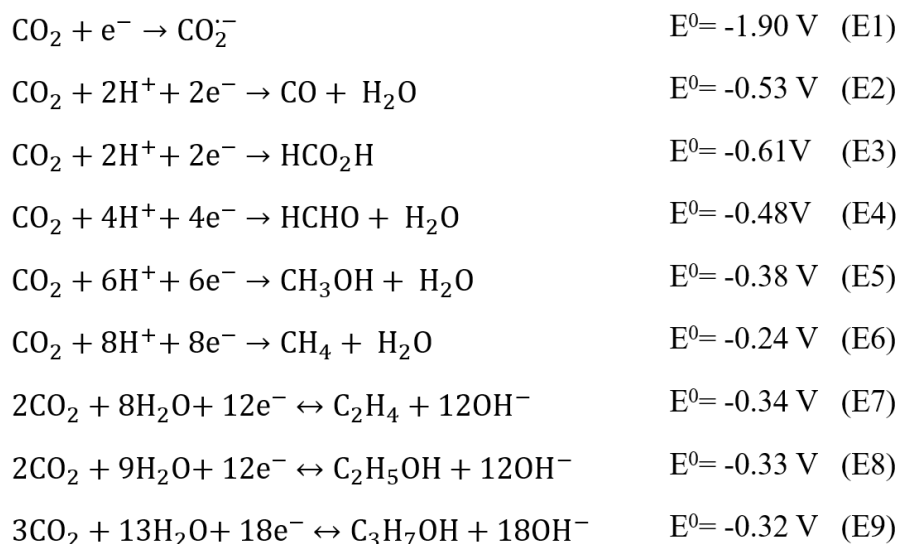 CO₂ + e⁻ → CO₂˙⁻ E⁰= -1.90 V (E1)
CO₂ + 2H⁺+ 2e⁻ → CO + H₂O E⁰= -0.53 V (E2)
CO₂ + 2H⁺+ 2e⁻ → HCO₂H E⁰= -0.61V (E3)
CO₂ + 4H⁺+ 4e⁻ → HCHO + H₂O E⁰= -0.48V (E4)
CO₂ + 6H⁺+ 6e⁻ → CH₃OH + H₂O E⁰= -0.38 V (E5)
CO₂ + 8H⁺+ 8e⁻ → CH₄ + H₂O E⁰= -0.24 V (E6)
2CO₂ + 8H₂O+ 12e⁻ ↔ C₂H₄ + 12OH⁻ E⁰= -0.34 V (E7)
2CO₂ + 9H₂O+ 12e⁻ ↔ C₂H₅OH + 12OH⁻ E⁰= -0.33 V (E8)
3CO₂ + 13H₂O+ 18e⁻ ↔ C₃H₇OH + 18OH⁻ E⁰= -0.32 V (E9)